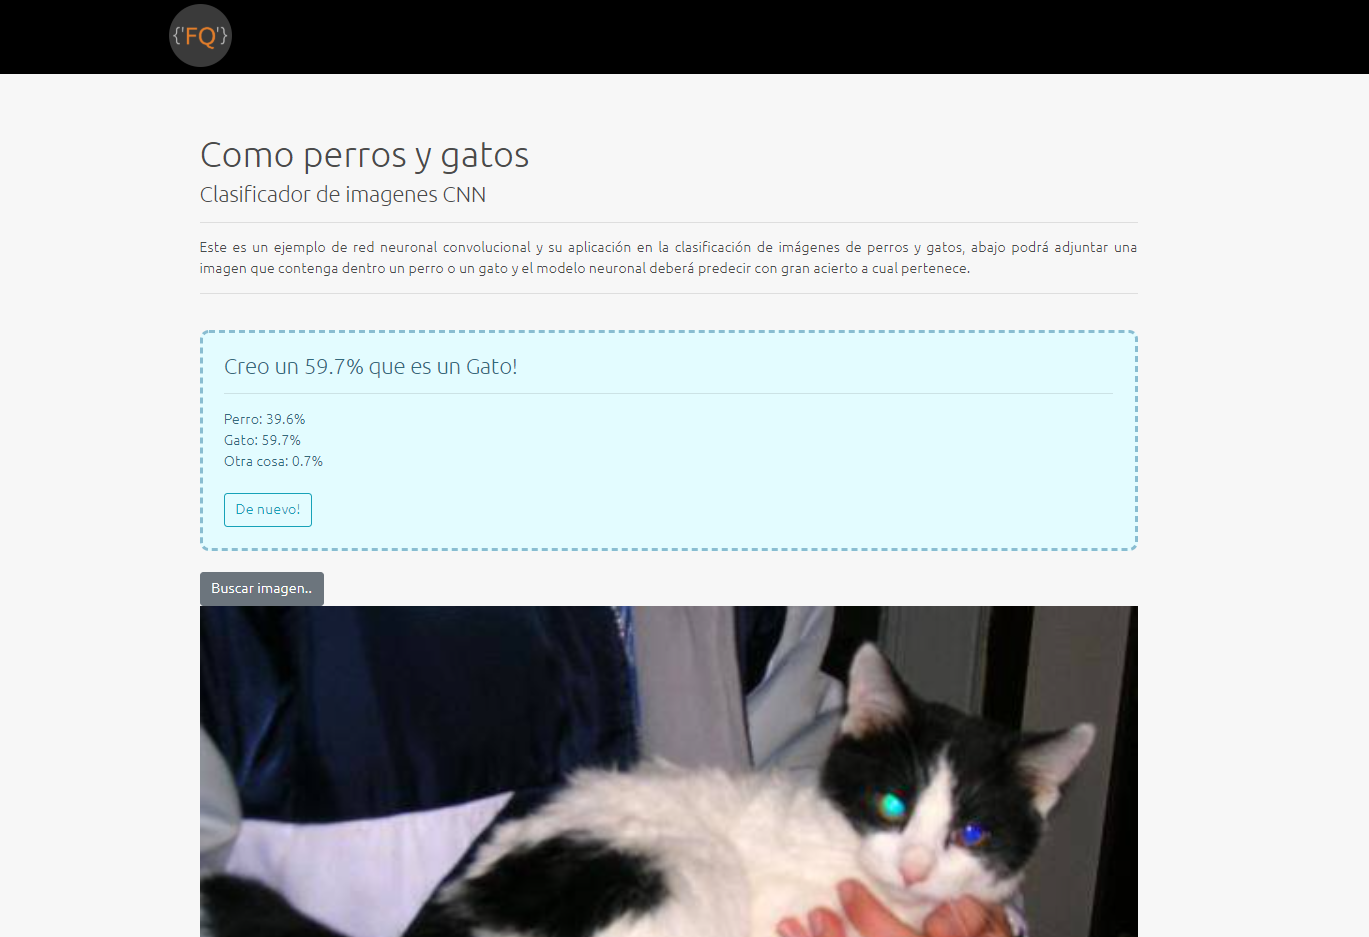 {'FQ'}
Como perros y gatos
Clasificador de imagenes CNN
Este es un ejemplo de red neuronal convolucional y su aplicación en la clasificación de imágenes de perros y gatos, abajo podrá adjuntar una
imagen que contenga dentro un perro o un gato y el modelo neuronal deberá predecir con gran acierto a cual pertenece.
Creo un 59.7% que es un Gato!
Perro: 39.6%
Gato: 59.7%
Otra cosa: 0.7%
De nuevo!
Buscar imagen..